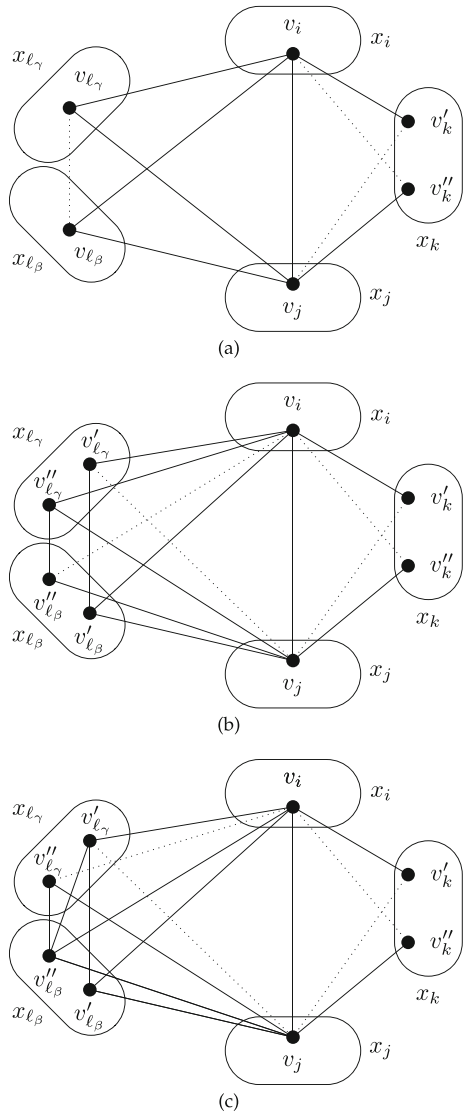 v_i x_i
x_{ℓ_γ} v_{ℓ_γ}
v'_k
v''_k
x_{ℓ_β} v_{ℓ_β} x_k
v_j x_j
(a)
v_i x_i
x_{ℓ_γ} v'_{ℓ_γ}
v''_{ℓ_γ} v'_k
v''_k
v''_{ℓ_β}
x_{ℓ_β} v'_{ℓ_β} x_k
v_j x_j
(b)
v_i x_i
x_{ℓ_γ} v'_{ℓ_γ}
v''_{ℓ_γ} v'_k
v''_k
v''_{ℓ_β}
x_{ℓ_β} v'_{ℓ_β} x_k
v_j x_j
(c)